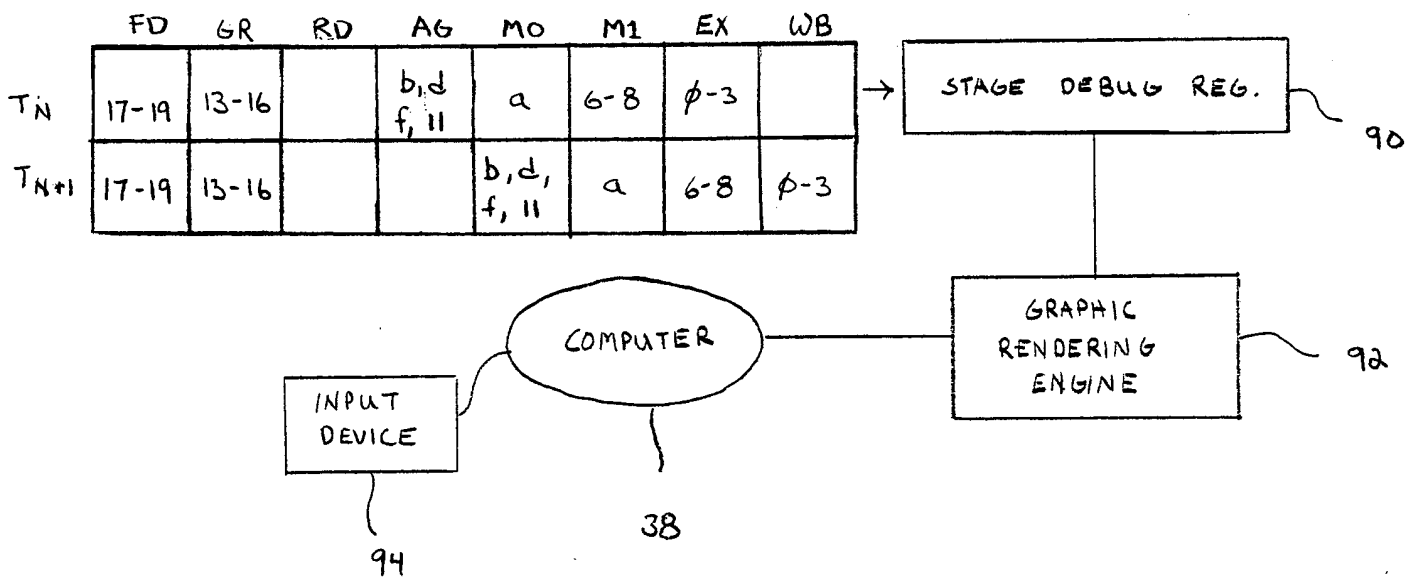 FD GR RD AG M0 M1 EX WB
TN 17-19 13-16 b,d f, 11 a 6-8 ϕ-3
→ STAGE DEBUG REG.
90
TN+1 17-19 13-16 b,d, f, 11 a 6-8 ϕ-3
GRAPHIC
RENDERING
ENGINE
92
COMPUTER
38
INPUT
DEVICE
94